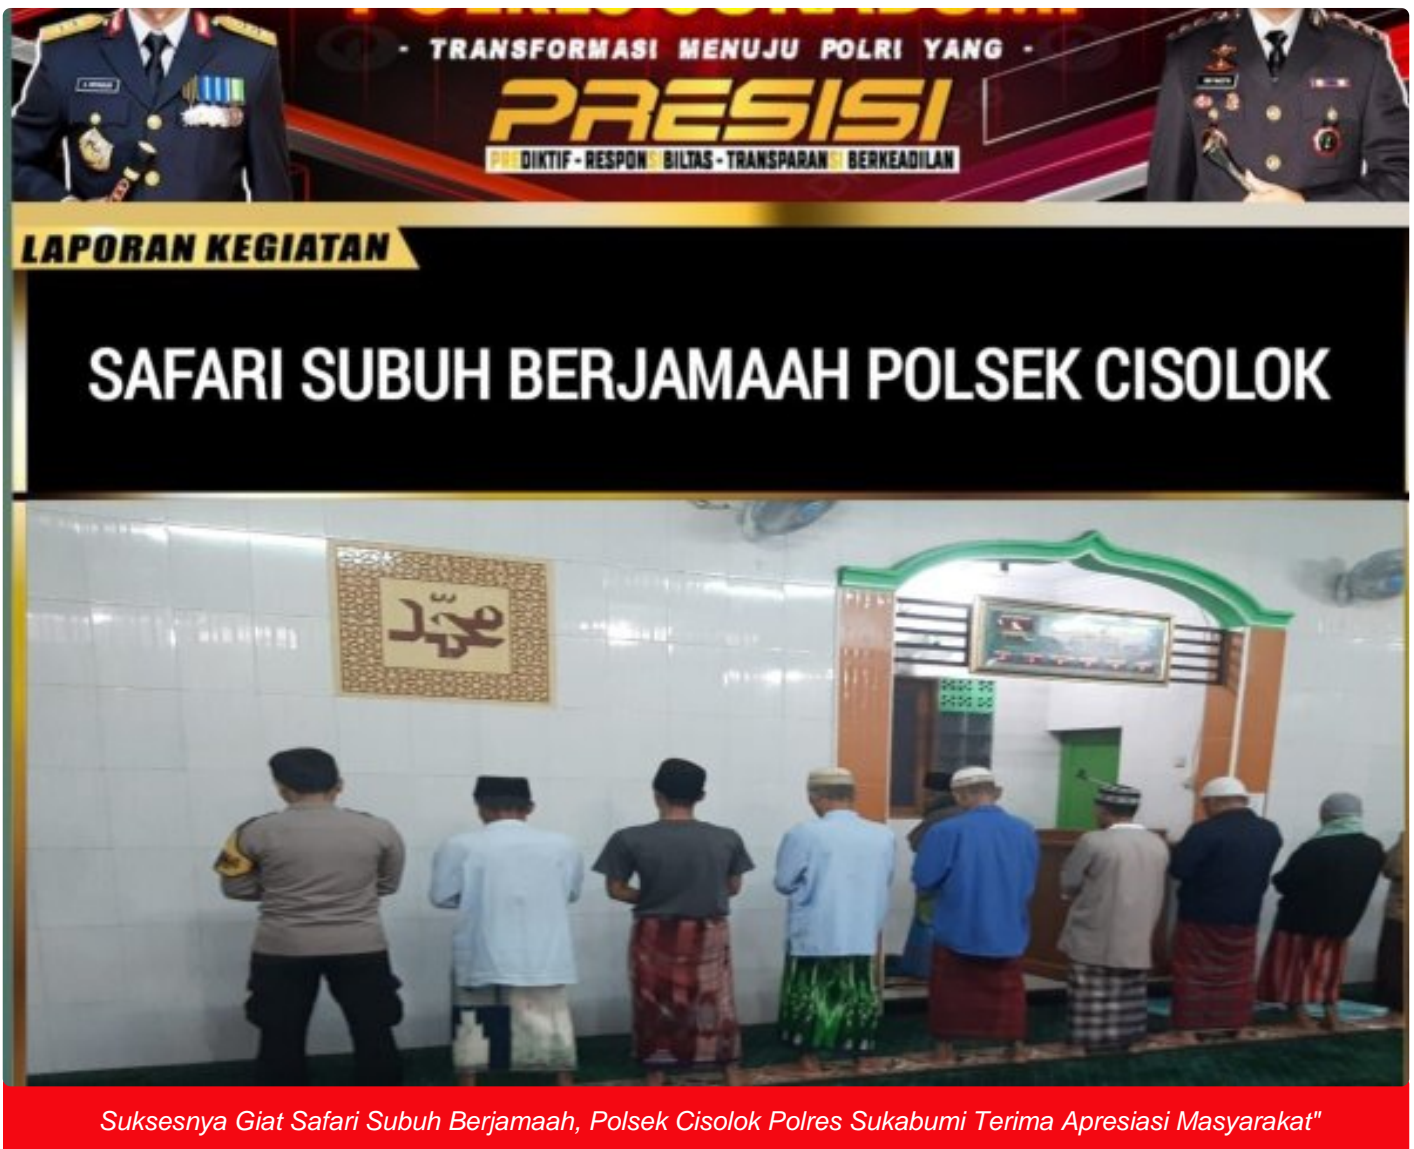 - TRANSFORMASI MENUJU POLRI YANG -
PRESISI
PREDIKTIF - RESPONSIBILTAS - TRANSPARANSI BERKEADILAN
LAPORAN KEGIATAN
SAFARI SUBUH BERJAMAAH POLSEK CISOLOK
محمد
Suksesnya Giat Safari Subuh Berjamaah, Polsek Cisolok Polres Sukabumi Terima Apresiasi Masyarakat"